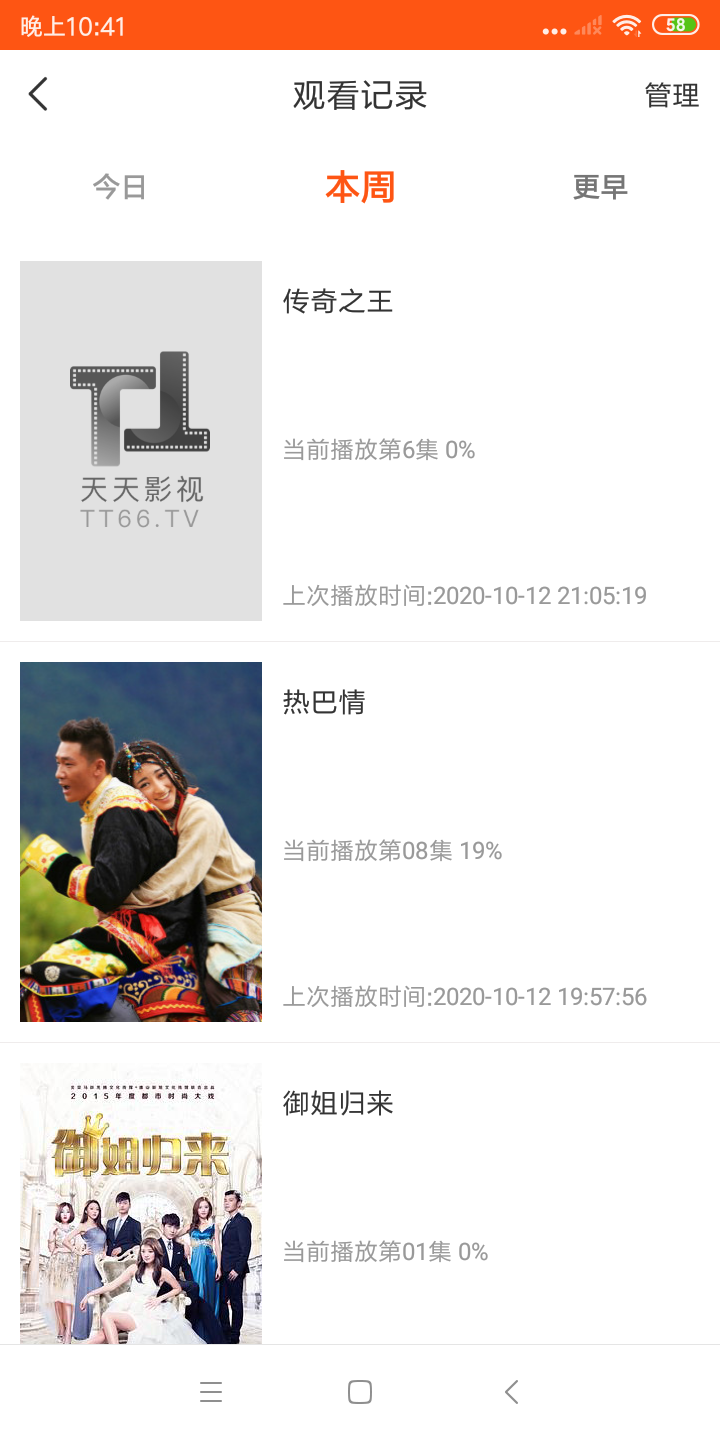 晚上10:41
58
观看记录
管理
今日
本周
更早
天天影视
TT66.TV
传奇之王
当前播放第6集 0%
上次播放时间:2020-10-12 21:05:19
热巴情
当前播放第08集 19%
上次播放时间:2020-10-12 19:57:56
2015年度都市时尚大戏
御姐归来
御姐归来
当前播放第01集 0%